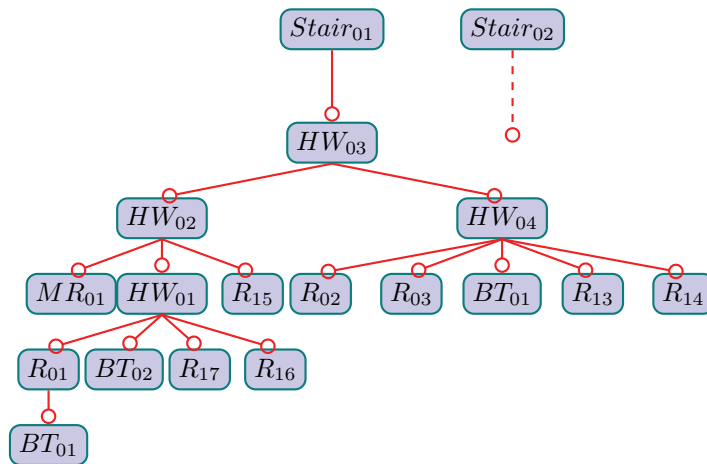 Stair₀₁ Stair₀₂
HW₀₃
HW₀₂ HW₀₄
MR₀₁ HW₀₁ R₁₅ R₀₂ R₀₃ BT₀₁ R₁₃ R₁₄
R₀₁ BT₀₂ R₁₇ R₁₆
BT₀₁